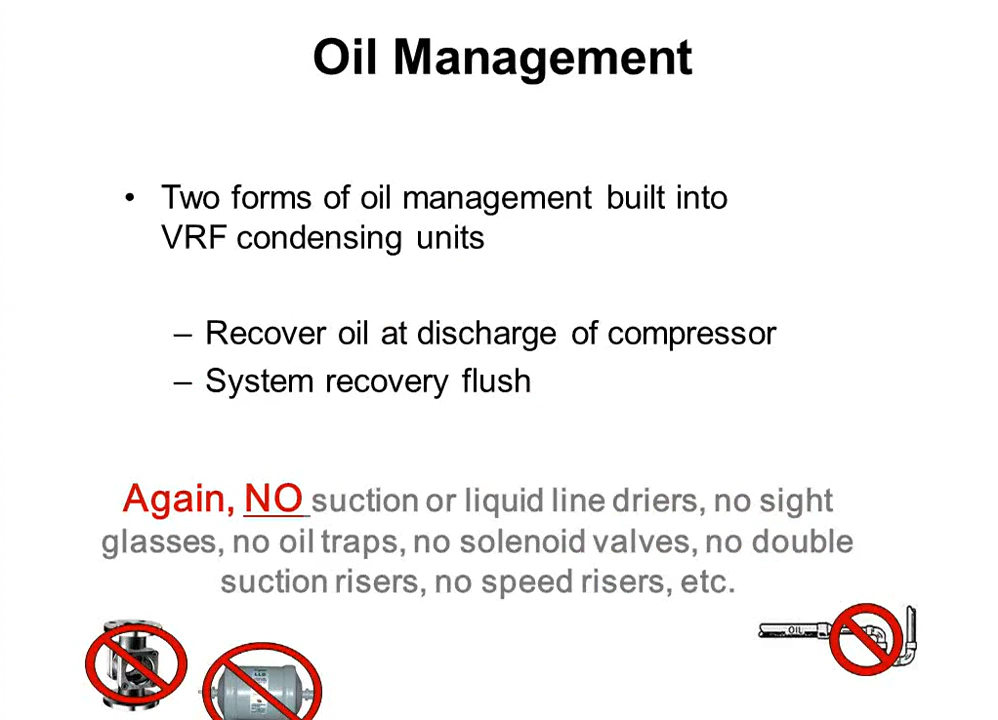 Oil Management
• Two forms of oil management built into
VRF condensing units
– Recover oil at discharge of compressor
– System recovery flush
Again, NO suction or liquid line driers, no sight
glasses, no oil traps, no solenoid valves, no double
suction risers, no speed risers, etc.
OIL